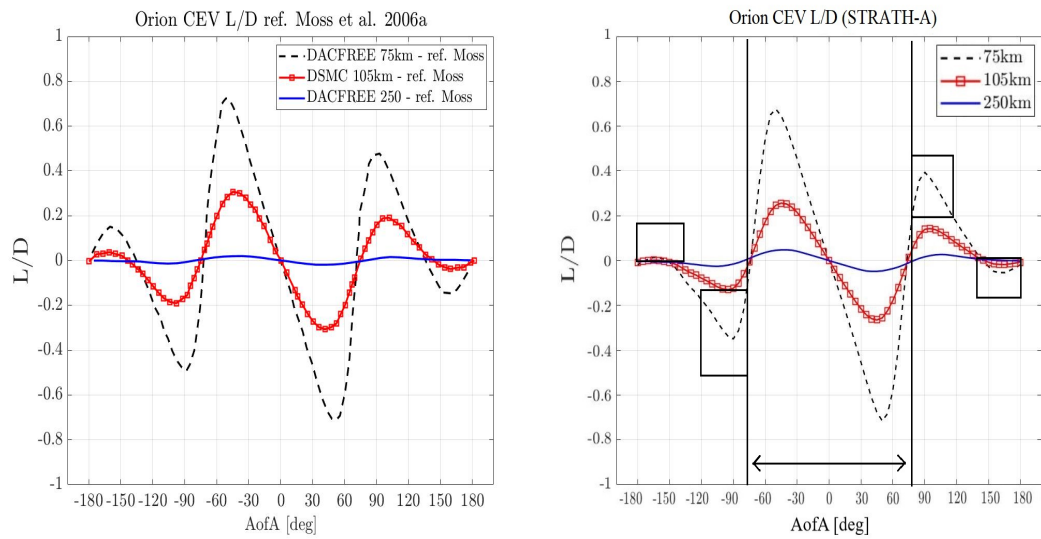 Orion CEV L/D ref. Moss et al. 2006a
1
0.8
0.6
0.4
0.2
0
-0.2
-0.4
-0.6
-0.8
-1
L/D
DACFREE 75km - ref. Moss
DSMC 105km - ref. Moss
DACFREE 250 - ref. Moss
-180 -150 -120 -90 -60 -30 0 30 60 90 120 150 180
AofA [deg]
Orion CEV L/D (STRATH-A)
1
0.8
0.6
0.4
0.2
0
-0.2
-0.4
-0.6
-0.8
-1
L/D
75km
105km
250km
-180 -150 -120 -90 -60 -30 0 30 60 90 120 150 180
AofA [deg]